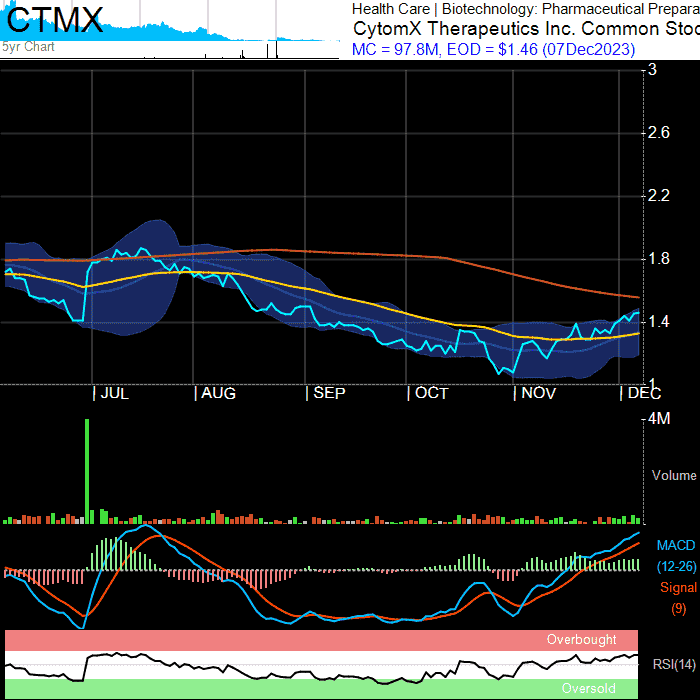 CTMX
5yr Chart
Health Care | Biotechnology: Pharmaceutical Prepara
CytomX Therapeutics Inc. Common Stoc
MC = 97.8M, EOD = $1.46 (07Dec2023)
3
2.6
2.2
1.8
1.4
1
| JUL | AUG | SEP | OCT | NOV | DEC
4M
Volume
MACD
(12-26)
Signal
(9)
Overbought
RSI(14)
Oversold